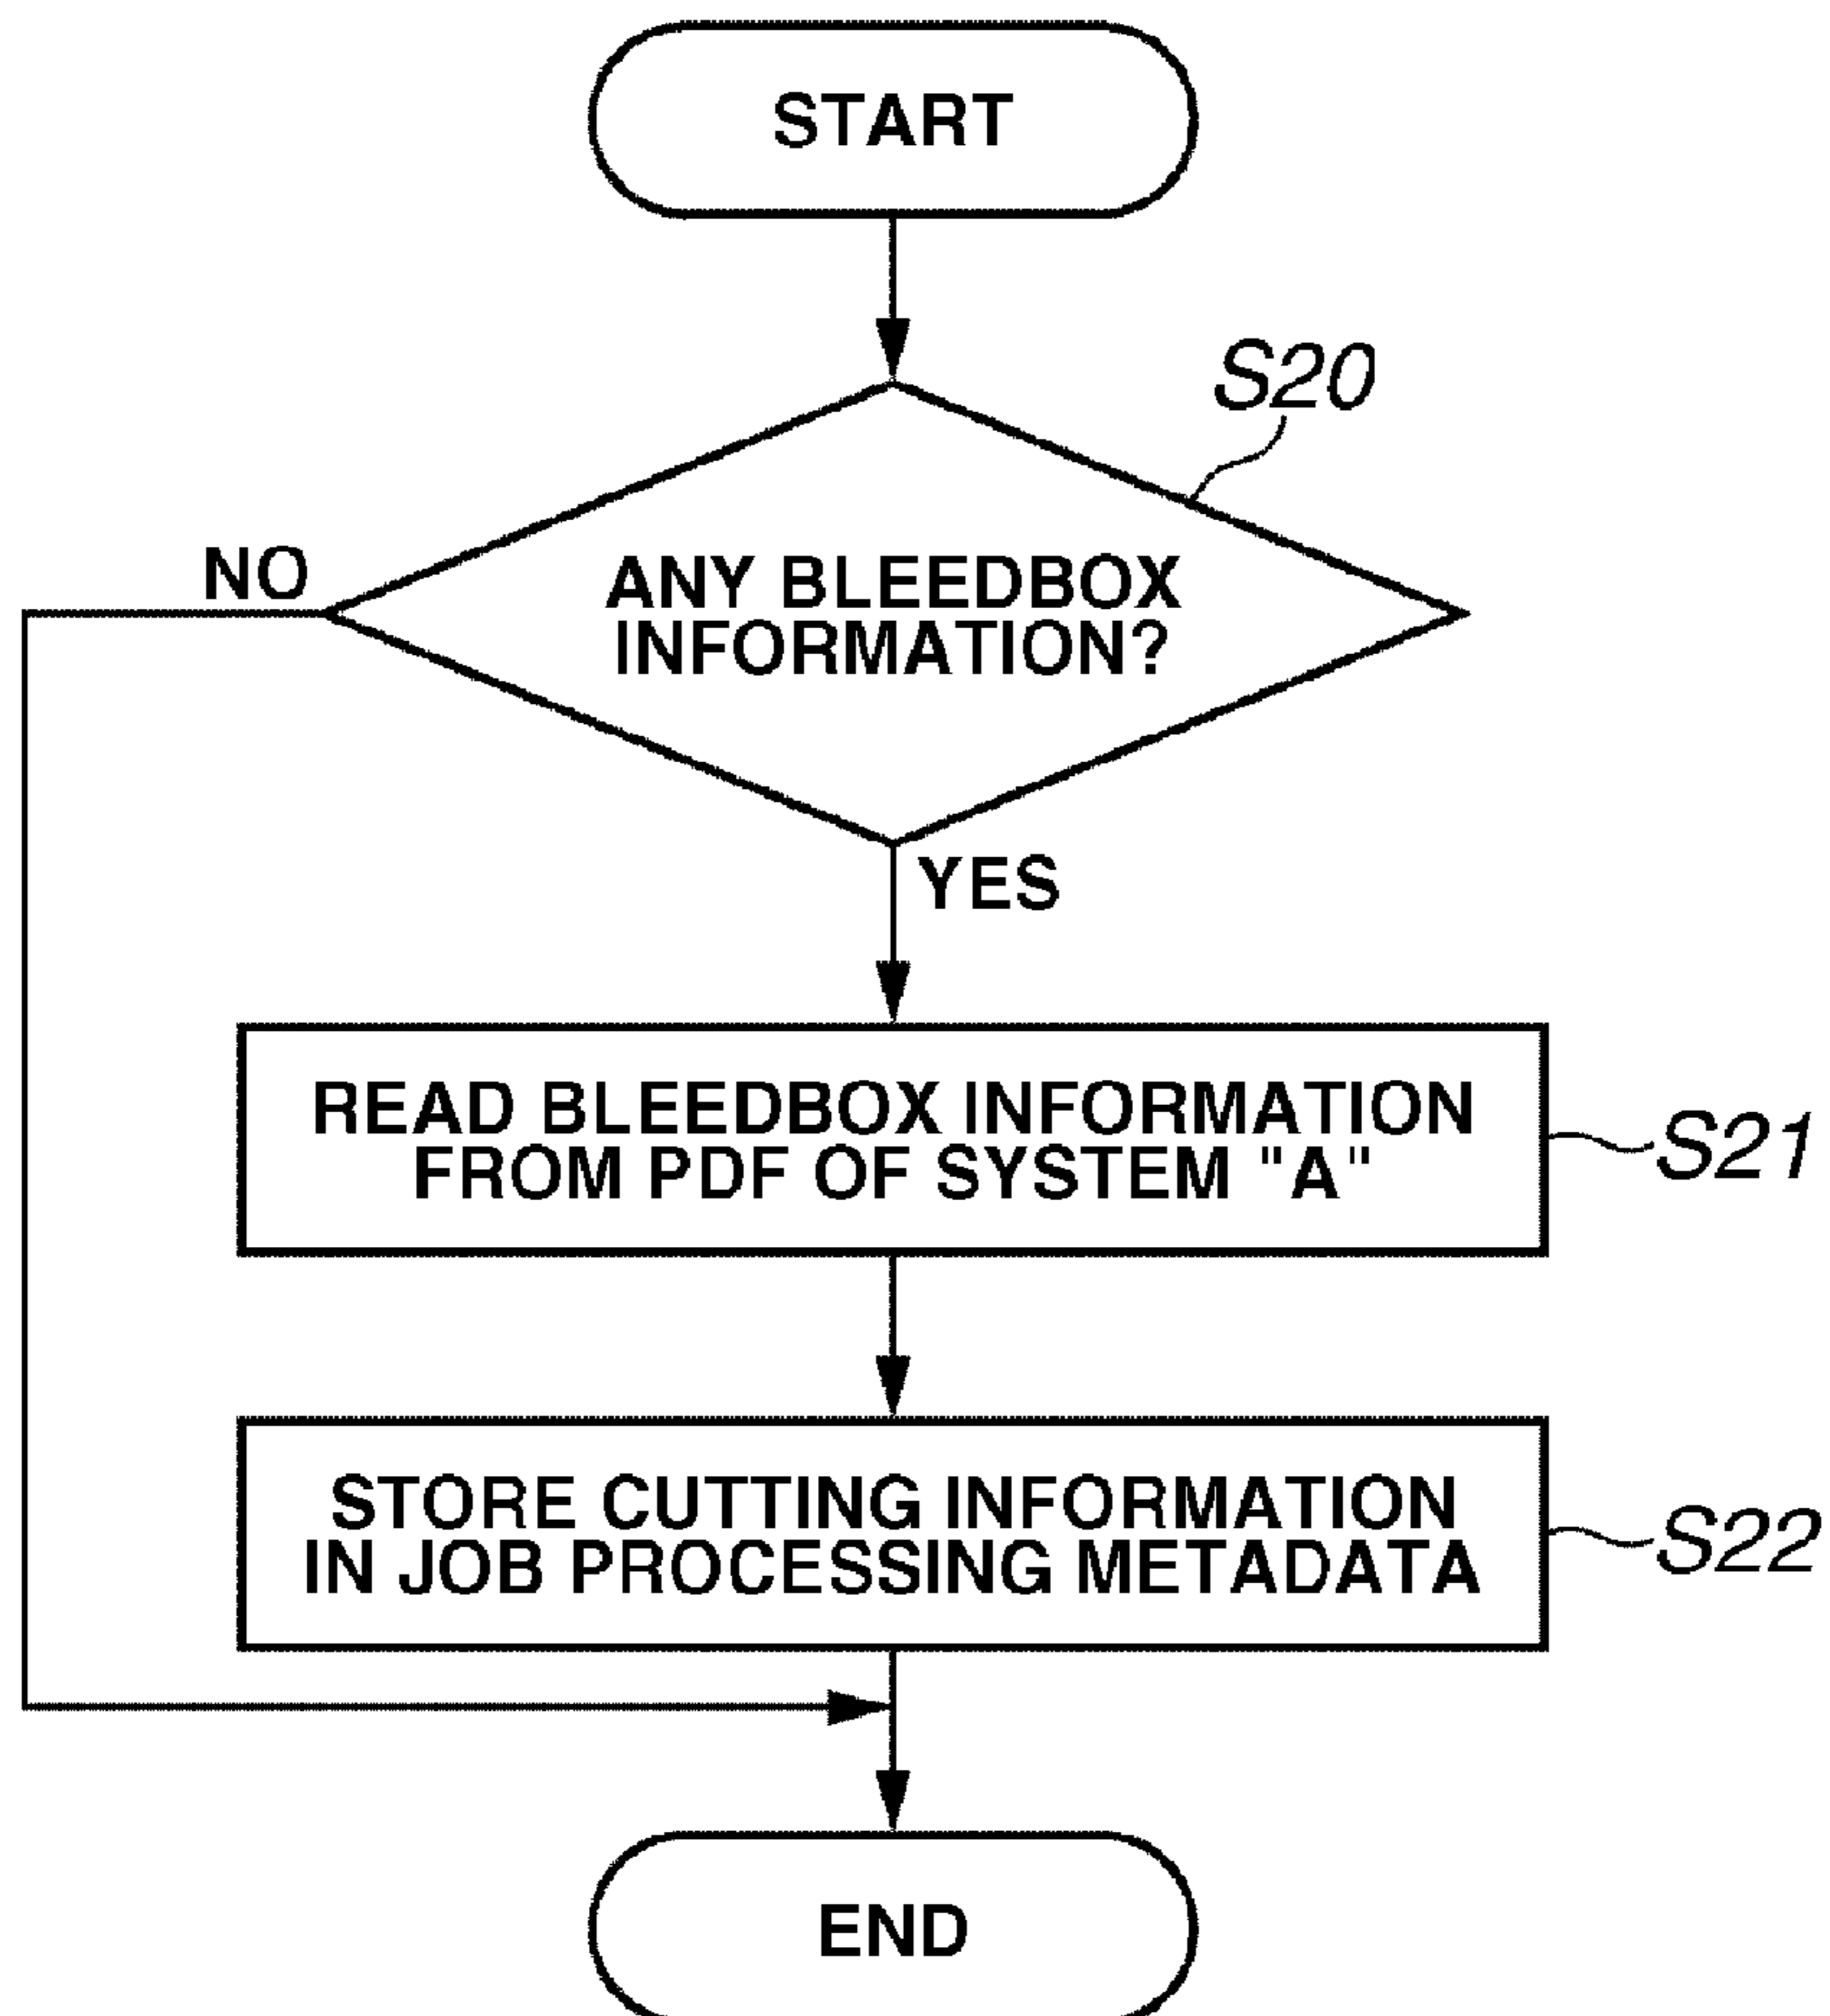 START
S20
NO
ANY BLEEDBOX
INFORMATION?
YES
READ BLEEDBOX INFORMATION
FROM PDF OF SYSTEM "A"
S21
STORE CUTTING INFORMATION
IN JOB PROCESSING METADATA
S22
END